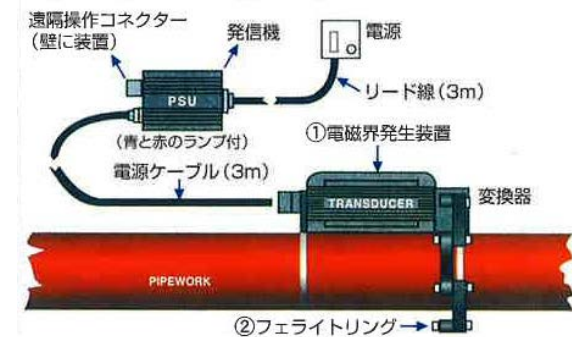 遠隔操作コネクター
(壁に装置)
発信機
電源
PSU
リード線(3m)
(青と赤のランプ付)
①電磁界発生装置
電源ケーブル(3m)
TRANSDUCER
変換器
PIPEWORK
②フェライトリング